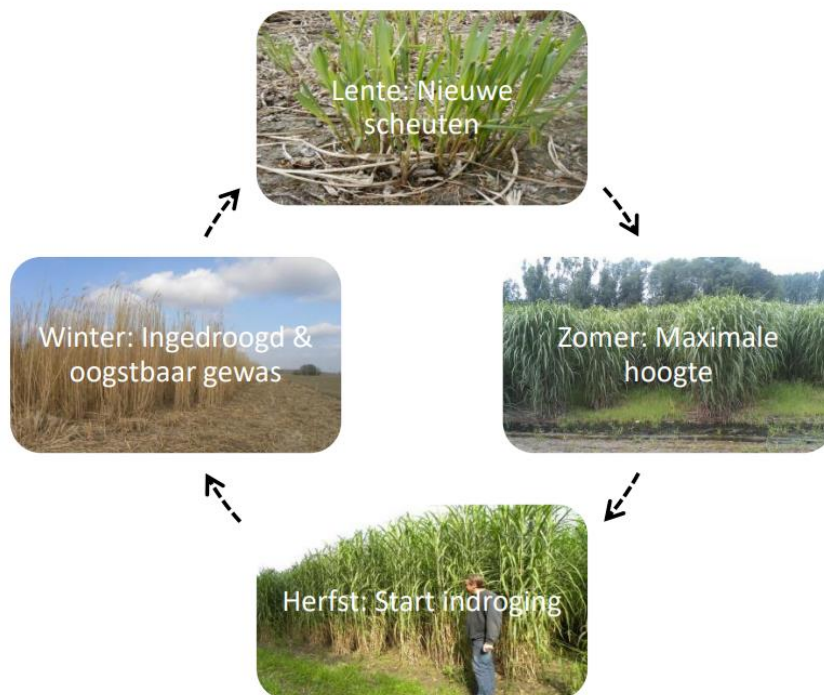 Lente: Nieuwe
scheuten
Zomer: Maximale
hoogte
Herfst: Start indroging
Winter: Ingedroogd &
oogstbaar gewas